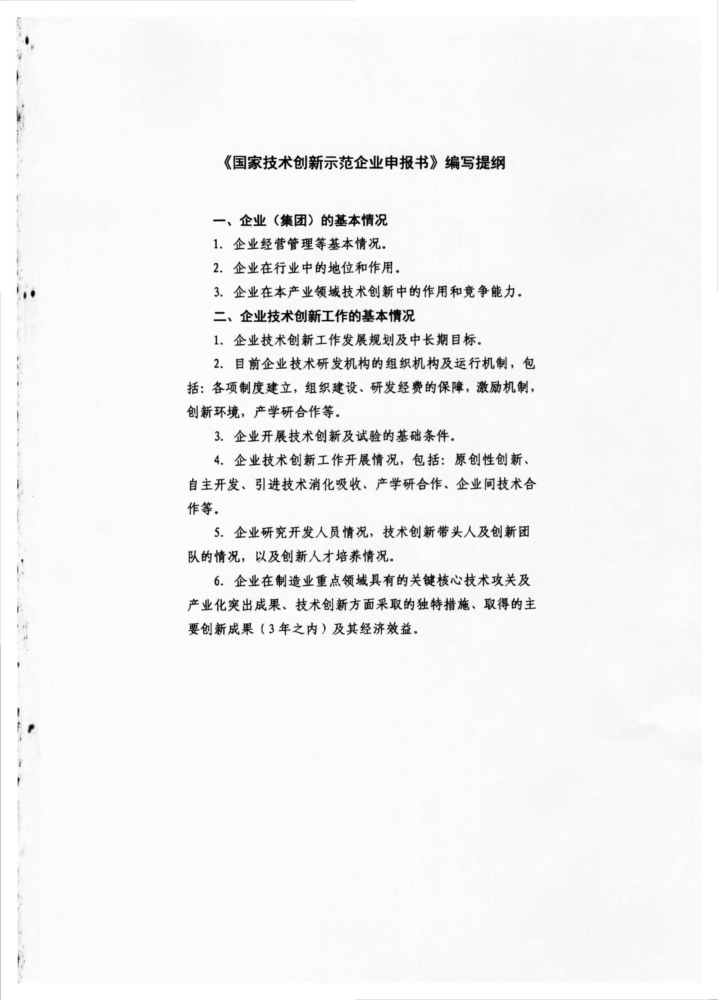 《国家技术创新示范企业申报书》编写提纲
一、企业（集团）的基本情况
1. 企业经营管理等基本情况。
2. 企业在行业中的地位和作用。
3. 企业在本产业领域技术创新中的作用和竞争能力。
二、企业技术创新工作的基本情况
1. 企业技术创新工作发展规划及中长期目标。
2. 目前企业技术研发机构的组织机构及运行机制，包
括：各项制度建立，组织建设、研发经费的保障，激励机制，
创新环境，产学研合作等。
3. 企业开展技术创新及试验的基础条件。
4. 企业技术创新工作开展情况，包括：原创性创新、
自主开发、引进技术消化吸收、产学研合作、企业间技术合
作等。
5. 企业研究开发人员情况，技术创新带头人及创新团
队的情况，以及创新人才培养情况。
6. 企业在制造业重点领域具有的关键核心技术攻关及
产业化突出成果、技术创新方面采取的独特措施、取得的主
要创新成果（3 年之内）及其经济效益。